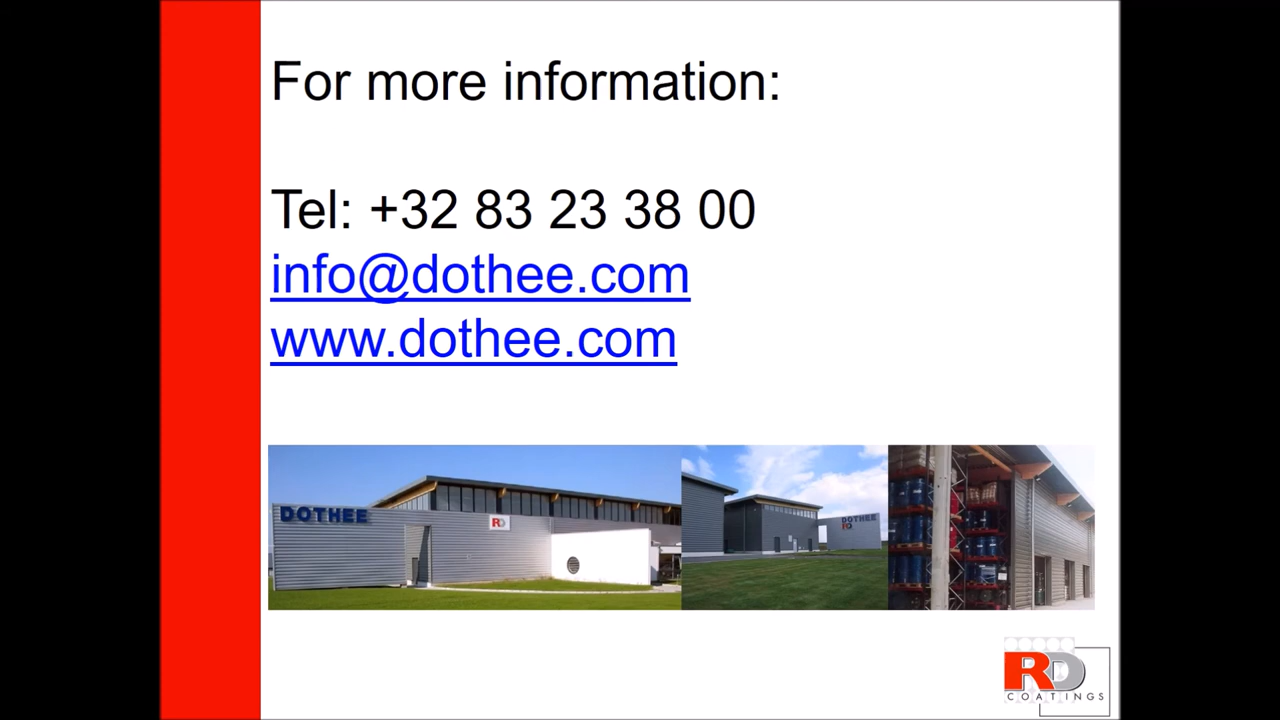 For more information:
Tel: +32 83 23 38 00
info@dothee.com
www.dothee.com
DOTHEE
RD
DOTHEE
RD
RD
COATINGS